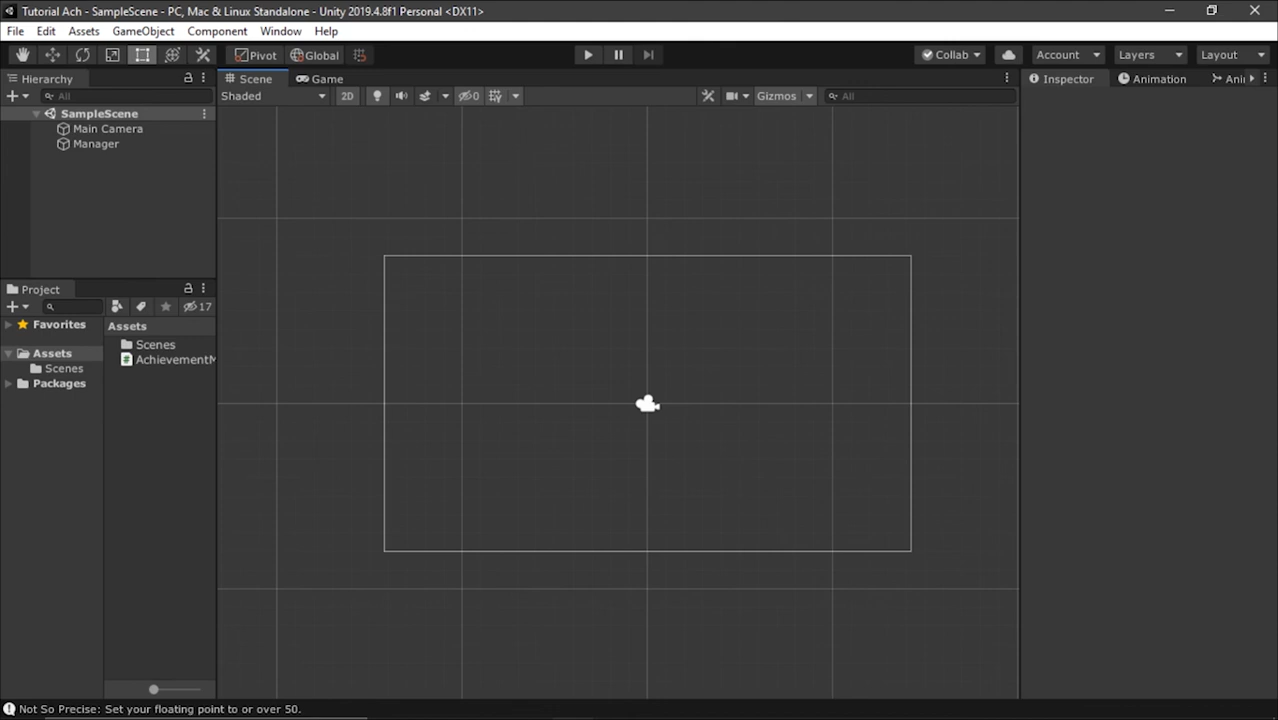 Tutorial Ach - SampleScene - PC, Mac & Linux Standalone - Unity 2019.4.8f1 Personal <DX11>
File Edit Assets GameObject Component Window Help
Pivot Global Collab Account Layers Layout
Hierarchy Scene Game Inspector Animation Ani
All Shaded 2D 0 Gizmos All
SampleScene
Main Camera
Manager
Project
17
Favorites Assets
Scenes
Assets AchievementM
Scenes
Packages
Not So Precise: Set your floating point to or over 50.